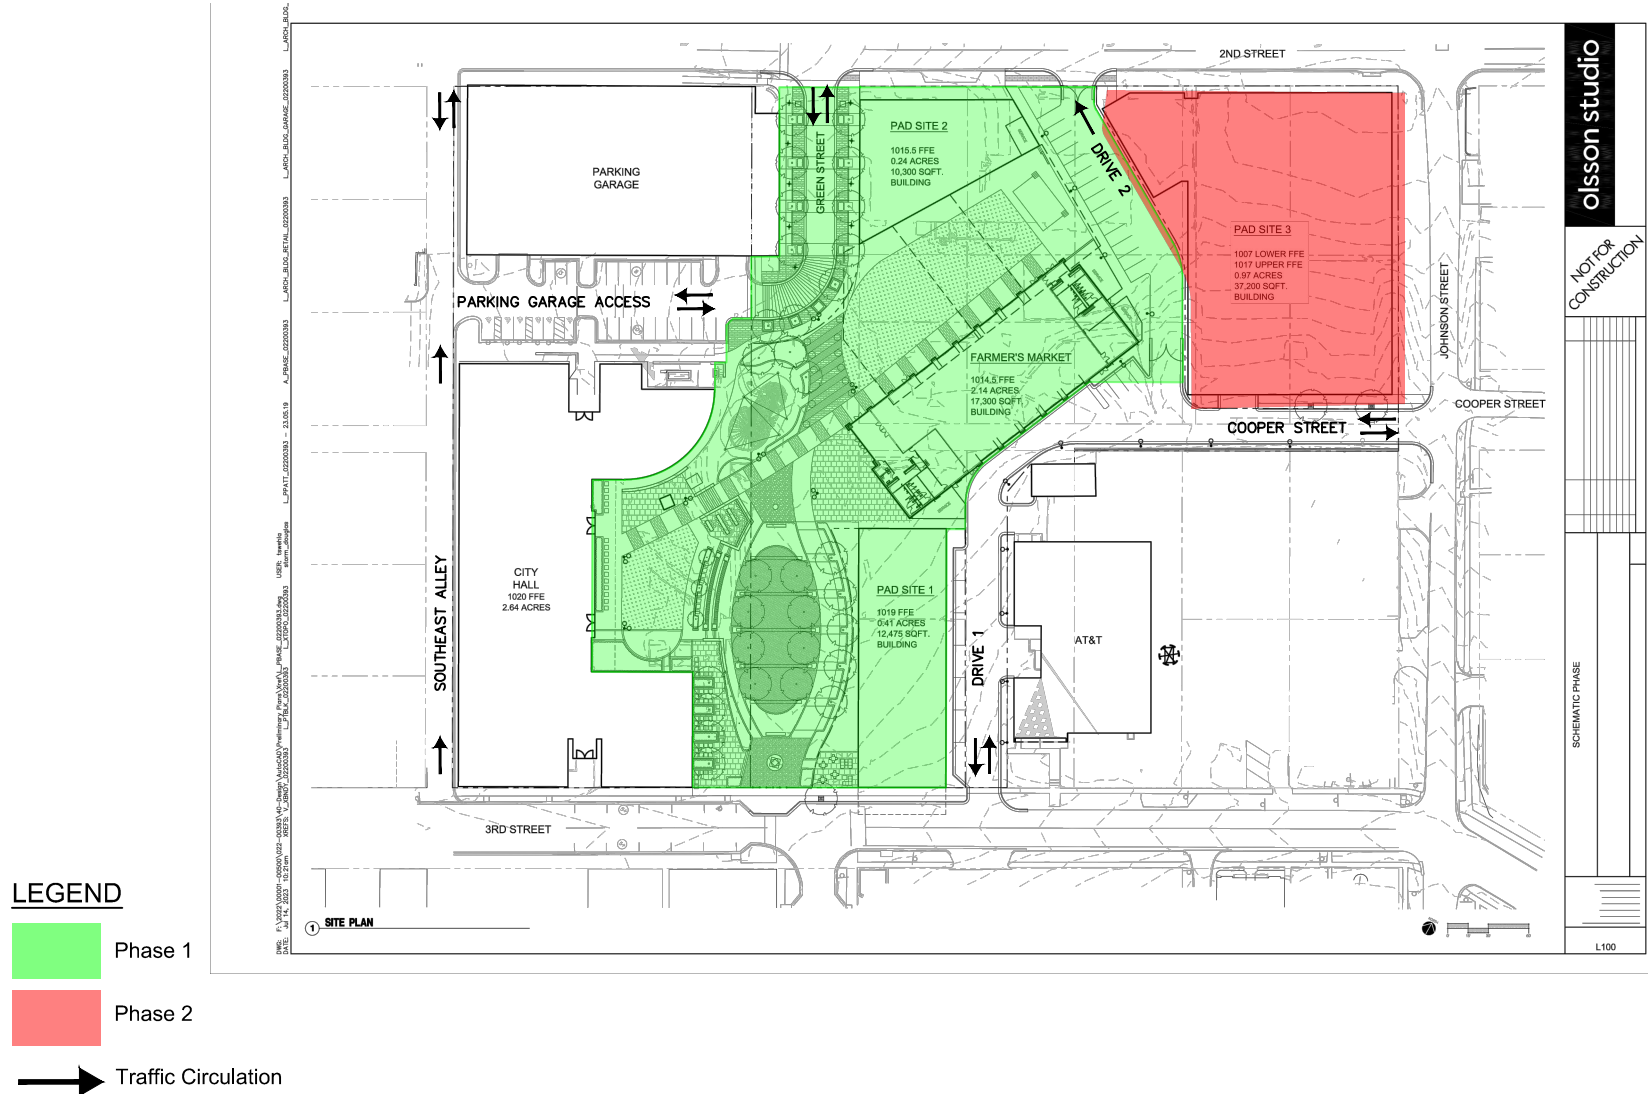 2ND STREET
olsson studio
NOT FOR
CONSTRUCTION
PARKING
GARAGE
GREEN STREET
PAD SITE 2
1015.5 FFE
0.24 ACRES
10,300 SQFT.
BUILDING
DRIVE 2
PAD SITE 3
1007 LOWER FFE
1017 UPPER FFE
0.97 ACRES
37,200 SQFT.
BUILDING
JOHNSON STREET
PARKING GARAGE ACCESS
FARMER'S MARKET
1014.5 FFE
2.14 ACRES
17,300 SQFT.
BUILDING
COOPER STREET
COOPER STREET
SOUTHEAST ALLEY
CITY
HALL
1020 FFE
2.64 ACRES
PAD SITE 1
1019 FFE
0.41 ACRES
12,475 SQFT.
BUILDING
DRIVE 1
AT&T
SCHEMATIC PHASE
3RD STREET
1 SITE PLAN
L100
LEGEND
Phase 1
Phase 2
Traffic Circulation